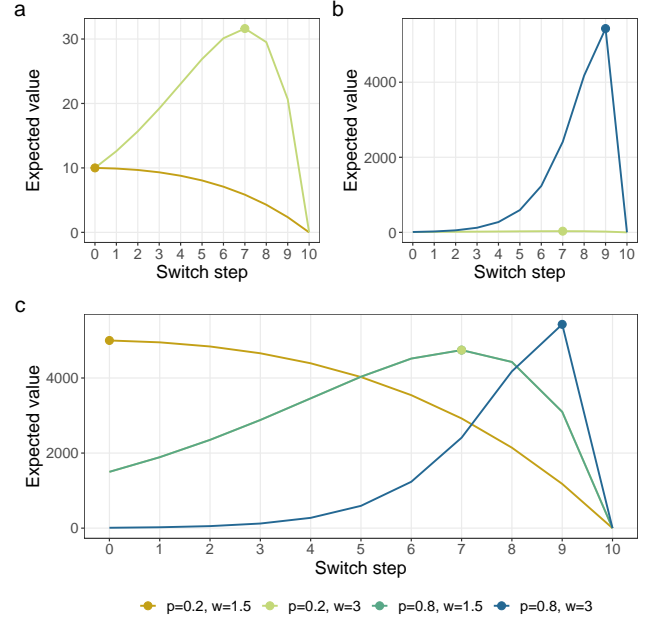 a
Expected value
30
20
10
0
0 1 2 3 4 5 6 7 8 9 10
Switch step
b
Expected value
4000
2000
0
0 1 2 3 4 5 6 7 8 9 10
Switch step
c
Expected value
4000
2000
0
0 1 2 3 4 5 6 7 8 9 10
Switch step
p=0.2, w=1.5 p=0.2, w=3 p=0.8, w=1.5 p=0.8, w=3